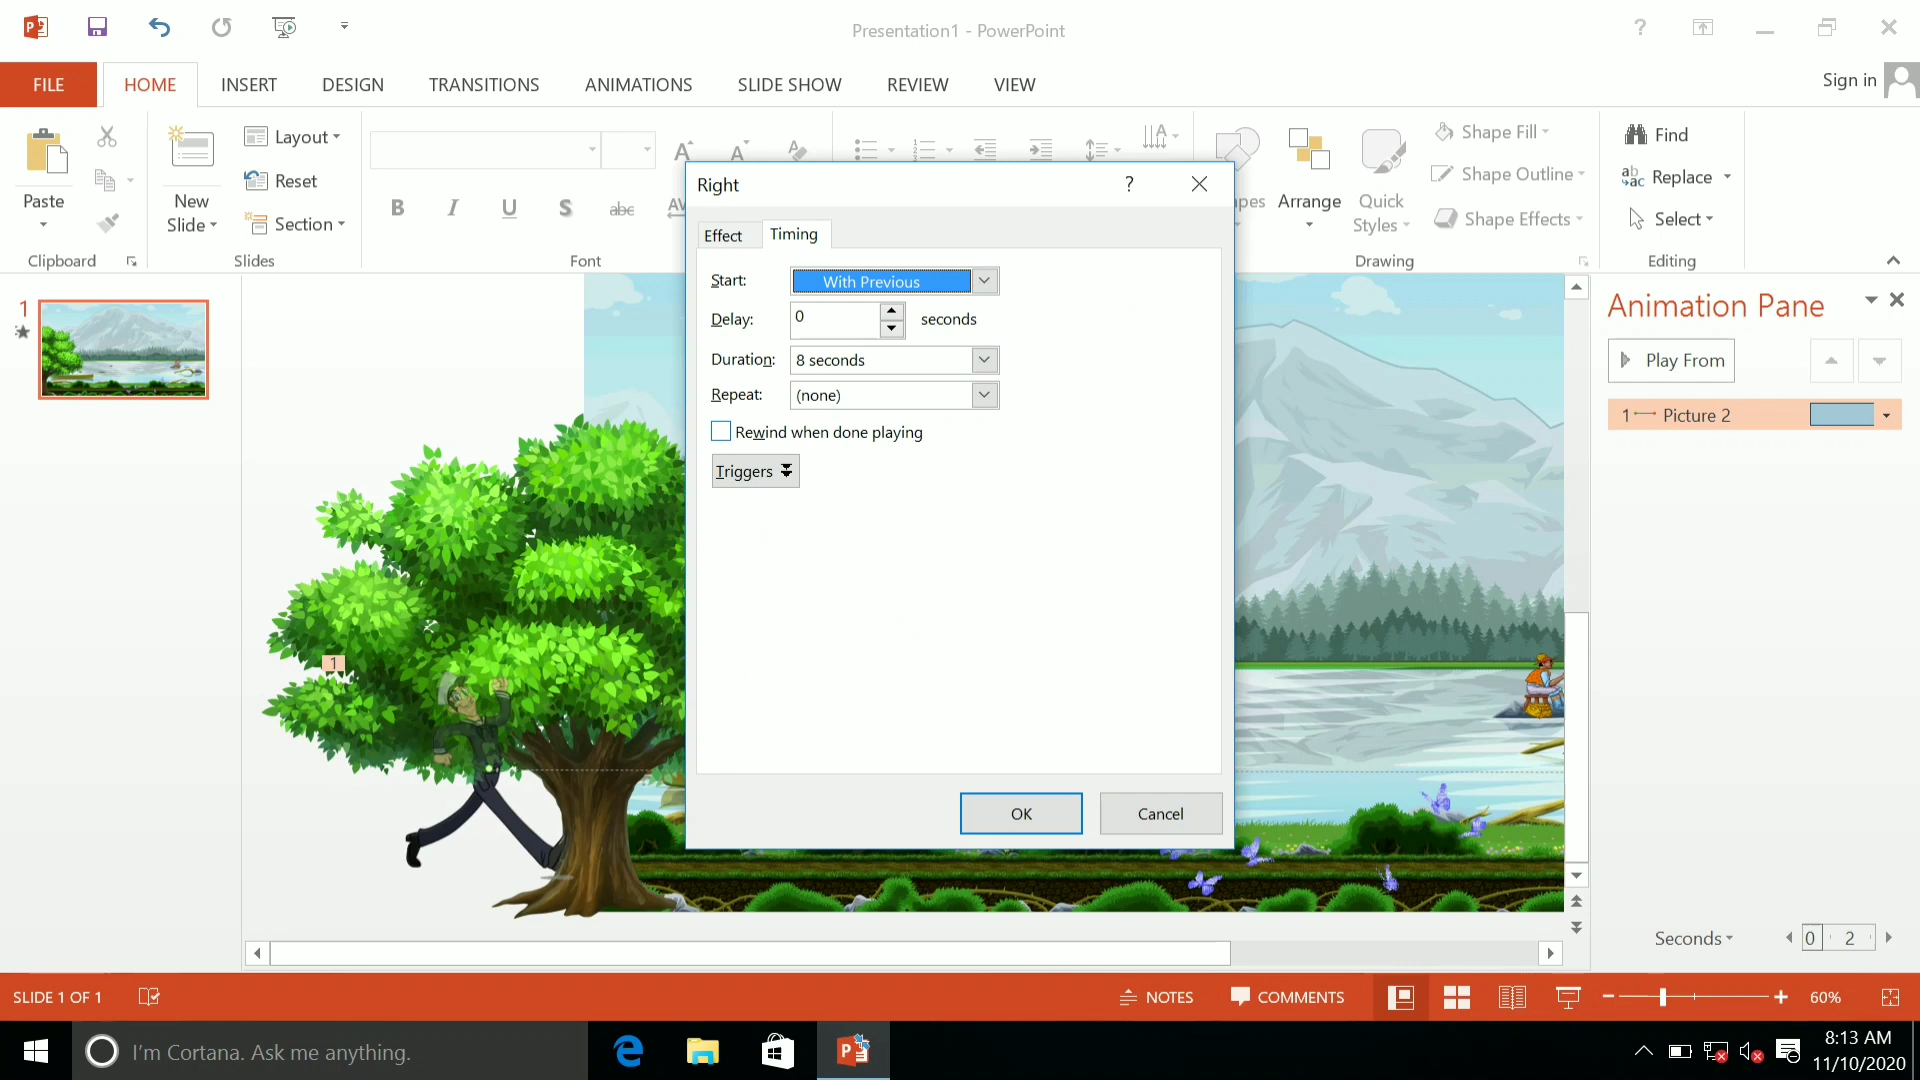 Presentation1 - PowerPoint
?
FILE
HOME
INSERT
DESIGN
TRANSITIONS
ANIMATIONS
SLIDE SHOW
REVIEW
VIEW
Sign in
Paste
Clipboard
New
Slide
Layout
Reset
Section
Slides
B I U S abc AV
Font
Arrange
Quick
Styles
Shape Fill
Shape Outline
Shape Effects
Drawing
Find
Replace
Select
Editing
1
Right
?
Effect
Timing
Start: With Previous
Delay: 0 seconds
Duration: 8 seconds
Repeat: (none)
Rewind when done playing
Triggers
OK
Cancel
1
Animation Pane
Play From
1 Picture 2
Seconds
0 2
SLIDE 1 OF 1
NOTES
COMMENTS
60%
I'm Cortana. Ask me anything.
8:13 AM
11/10/2020